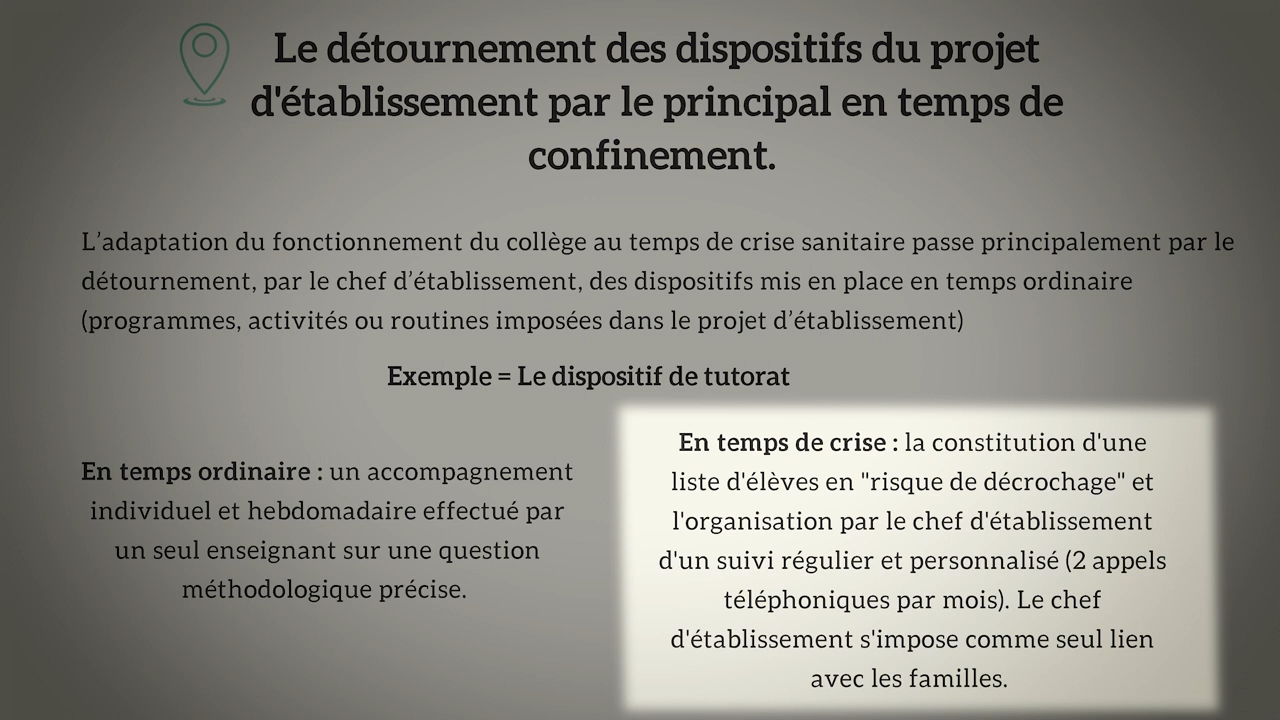 Le détournement des dispositifs du projet
d'établissement par le principal en temps de
confinement.
L’adaptation du fonctionnement du collège au temps de crise sanitaire passe principalement par le
détournement, par le chef d’établissement, des dispositifs mis en place en temps ordinaire
(programmes, activités ou routines imposées dans le projet d’établissement)
Exemple = Le dispositif de tutorat
En temps ordinaire : un accompagnement
individuel et hebdomadaire effectué par
un seul enseignant sur une question
méthodologique précise.
En temps de crise : la constitution d'une
liste d'élèves en "risque de décrochage" et
l'organisation par le chef d'établissement
d'un suivi régulier et personnalisé (2 appels
téléphoniques par mois). Le chef
d'établissement s'impose comme seul lien
avec les familles.